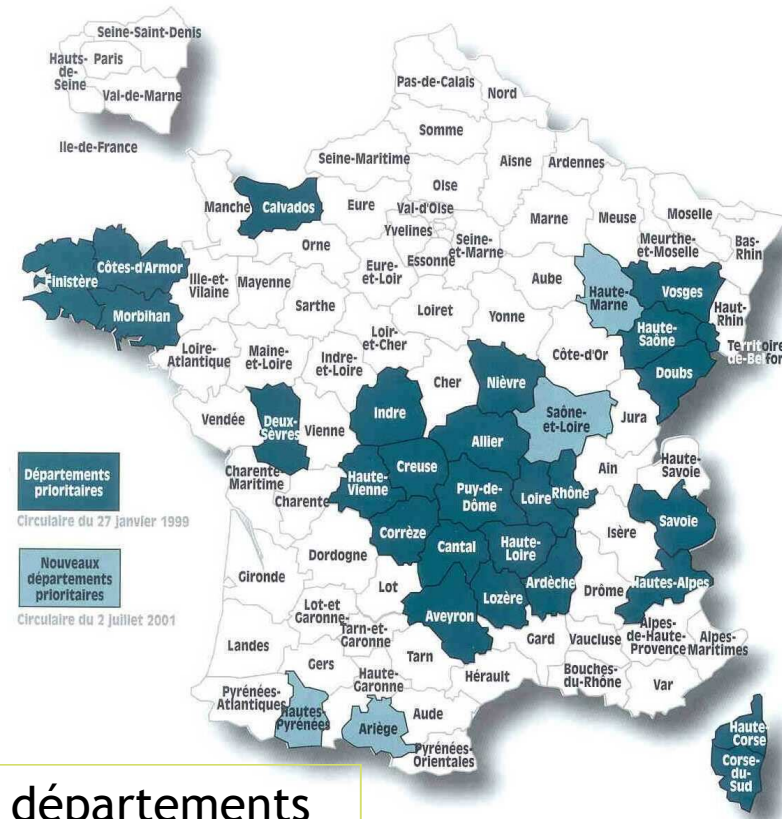 Seine-Saint-Denis
Hauts-
de-
Seine
Paris
Val-de-Marne
Ile-de-France
Pas-de-Calais
Nord
Somme
Seine-Maritime
Aisne
Ardennes
Oise
Manche
Calvados
Eure
Val-d'Oise
Yvelines
Essonne
Seine-
et-Marne
Marne
Meuse
Moselle
Meurthe-
et-Moselle
Bas-
Rhin
Orne
Eure-
et-Loir
Aube
Haute-
Marne
Vosges
Haut-
Rhin
Finistère
Côtes-d'Armor
Morbihan
Ille-et-
Vilaine
Mayenne
Sarthe
Loiret
Yonne
Haute-
Saône
Territoire
de-Belfort
Loire-
Atlantique
Maine-
et-Loire
Indre-
et-Loire
Loir-
et-Cher
Cher
Nièvre
Côte-d'Or
Doubs
Vendée
Deux-
Sèvres
Vienne
Indre
Allier
Saône-
et-Loire
Jura
Départements
prioritaires
Circulaire du 27 janvier 1999
Charente-
Maritime
Charente
Haute-
Vienne
Creuse
Puy-de-
Dôme
Loire
Rhône
Ain
Haute-
Savoie
Savoie
Isère
Corrèze
Cantal
Haute-
Loire
Nouveaux
départements
prioritaires
Circulaire du 2 juillet 2001
Gironde
Dordogne
Lot
Aveyron
Lozère
Ardèche
Drôme
Hautes-Alpes
Lot-et
Garonne-
Tarn-et-
Garonne
Landes
Gers
Tarn
Gard
Vaucluse
Alpes-
de-Haute-
Provence
Alpes-
Maritimes
Pyrénées-
Atlantiques
Hautes-
Pyrénées
Haute-
Garonne
Ariège
Aude
Hérault
Bouches-
du-Rhône
Var
Pyrénées-
Orientales
Haute-
Corse
Corse-
du-
Sud
départements